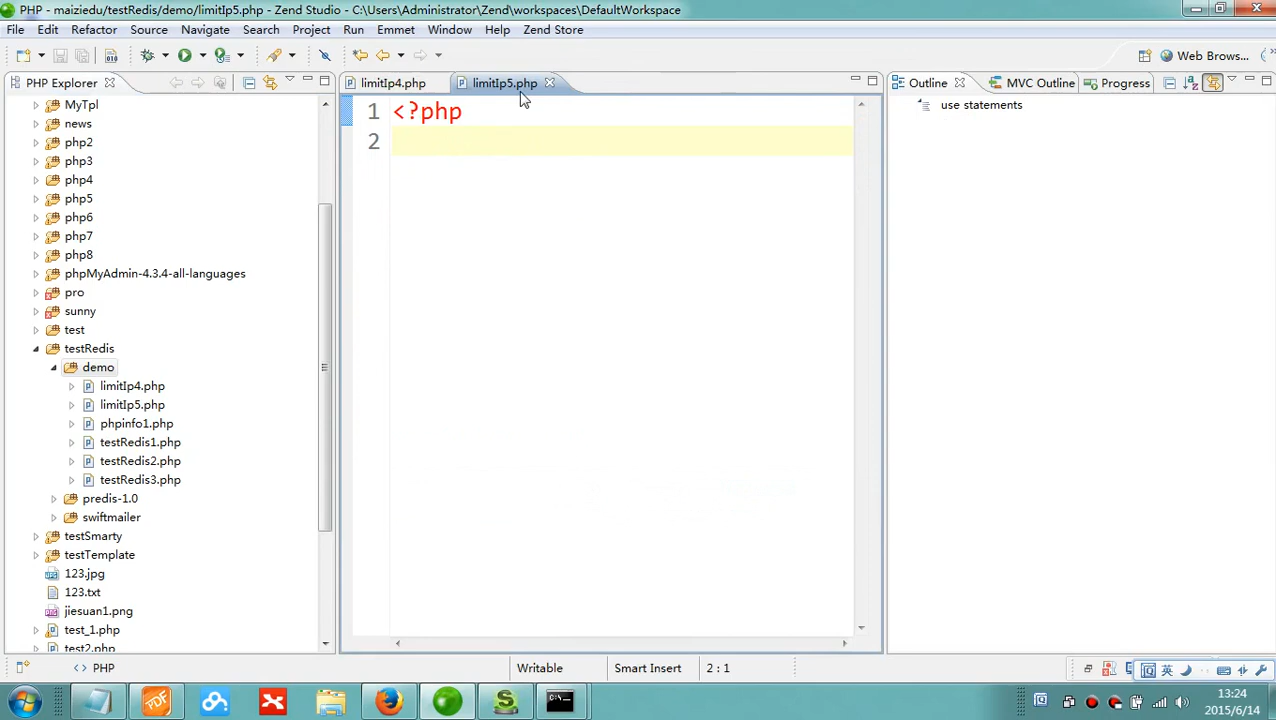 PHP - maiziedu/testRedis/demo/limitIp5.php - Zend Studio - C:\Users\Administrator\Zend\workspaces\DefaultWorkspace
File Edit Refactor Source Navigate Search Project Run Emmet Window Help Zend Store
Web Brows...
PHP Explorer
limitIp4.php
limitIp5.php
Outline
MVC Outline
Progress
MyTpl
news
php2
php3
php4
php5
php6
php7
php8
phpMyAdmin-4.3.4-all-languages
pro
sunny
test
testRedis
demo
limitIp4.php
limitIp5.php
phpinfo1.php
testRedis1.php
testRedis2.php
testRedis3.php
predis-1.0
swiftmailer
testSmarty
testTemplate
123.jpg
123.txt
jiesuan1.png
test_1.php
test2.php
1 <?php
2
use statements
<> PHP
Writable
Smart Insert
2 : 1
英
PDF
13:24
2015/6/14